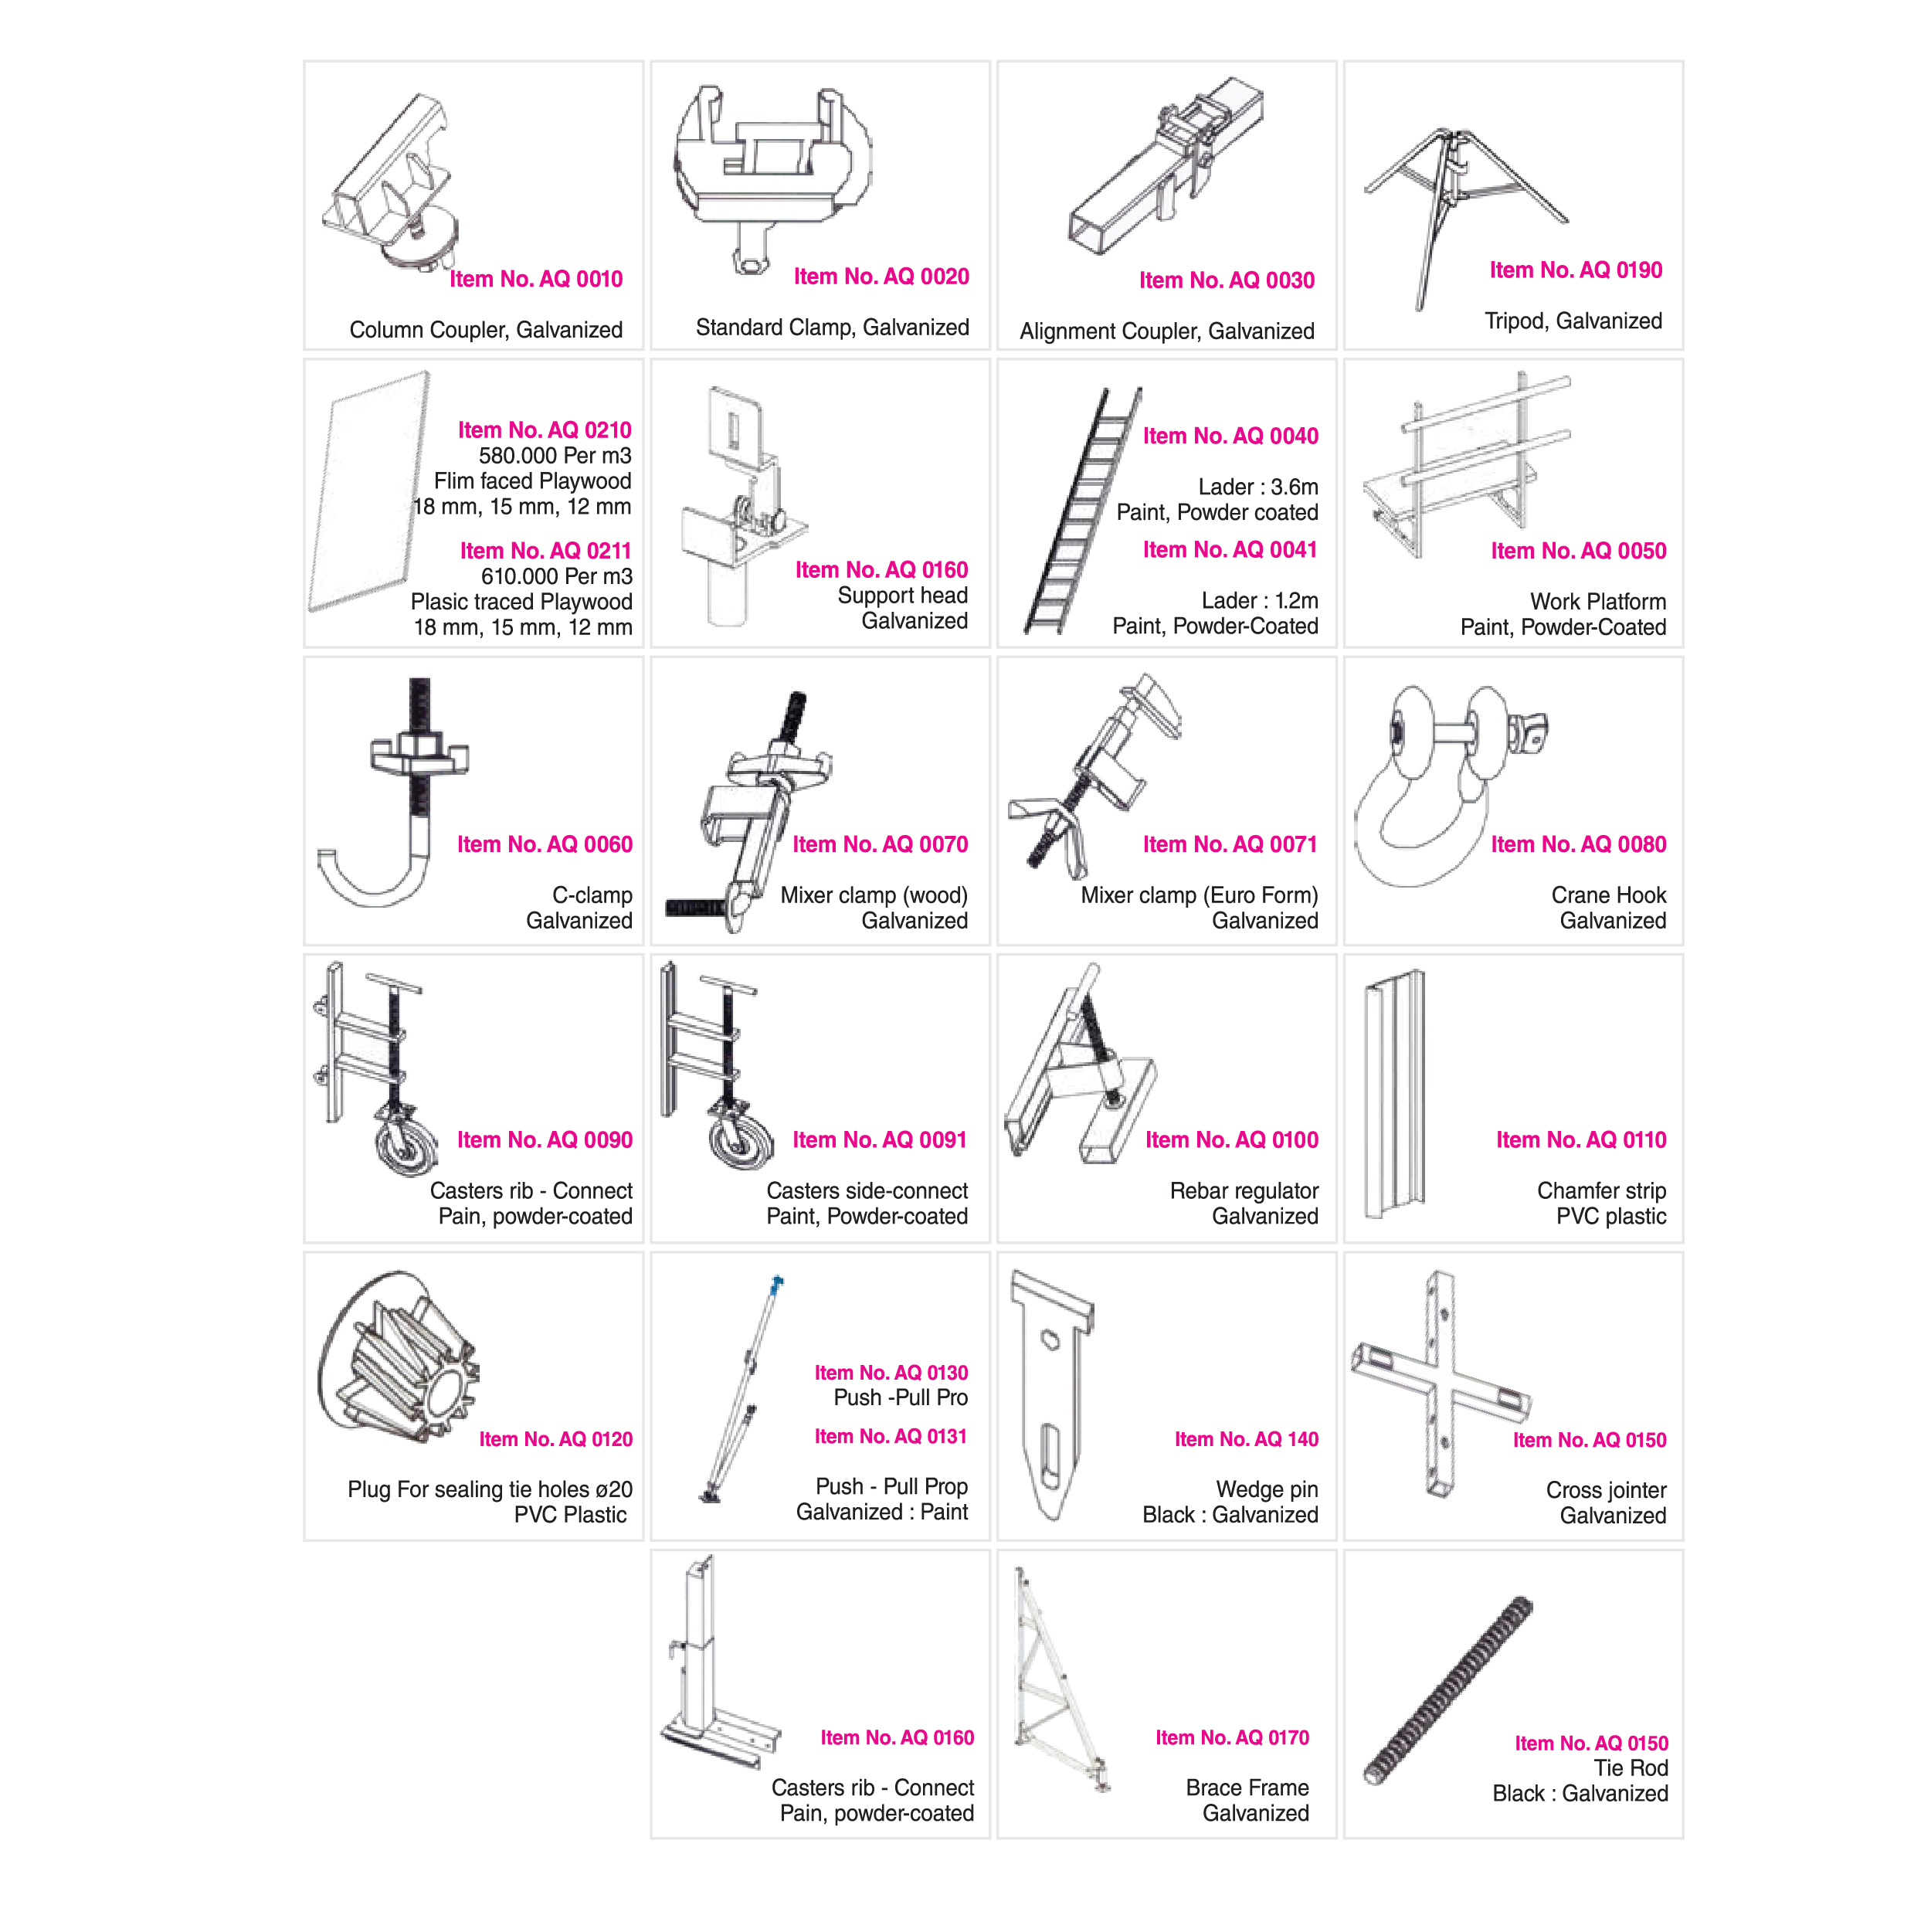 Item No. AQ 0010
Column Coupler, Galvanized
Item No. AQ 0020
Standard Clamp, Galvanized
Item No. AQ 0030
Alignment Coupler, Galvanized
Item No. AQ 0190
Tripod, Galvanized
Item No. AQ 0210
580.000 Per m3
Flim faced Playwood
18 mm, 15 mm, 12 mm
Item No. AQ 0211
610.000 Per m3
Plasic traced Playwood
18 mm, 15 mm, 12 mm
Item No. AQ 0160
Support head
Galvanized
Item No. AQ 0040
Lader : 3.6m
Paint, Powder coated
Item No. AQ 0041
Lader : 1.2m
Paint, Powder-Coated
Item No. AQ 0050
Work Platform
Paint, Powder-Coated
Item No. AQ 0060
C-clamp
Galvanized
Item No. AQ 0070
Mixer clamp (wood)
Galvanized
Item No. AQ 0071
Mixer clamp (Euro Form)
Galvanized
Item No. AQ 0080
Crane Hook
Galvanized
Item No. AQ 0090
Casters rib - Connect
Pain, powder-coated
Item No. AQ 0091
Casters side-connect
Paint, Powder-coated
Item No. AQ 0100
Rebar regulator
Galvanized
Item No. AQ 0110
Chamfer strip
PVC plastic
Item No. AQ 0120
Plug For sealing tie holes ø20
PVC Plastic
Item No. AQ 0130
Push -Pull Pro
Item No. AQ 0131
Push - Pull Prop
Galvanized : Paint
Item No. AQ 140
Wedge pin
Black : Galvanized
Item No. AQ 0150
Cross jointer
Galvanized
Item No. AQ 0160
Casters rib - Connect
Pain, powder-coated
Item No. AQ 0170
Brace Frame
Galvanized
Item No. AQ 0150
Tie Rod
Black : Galvanized